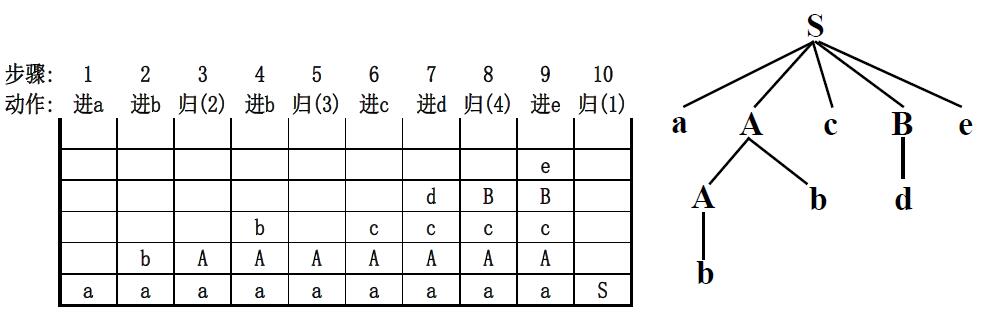 步骤: 1 2 3 4 5 6 7 8 9 10
动作: 进a 进b 归(2) 进b 归(3) 进c 进d 归(4) 进e 归(1)
e
d B B
b c c c c
b A A A A A A A
a a a a a a a a a S
S
a A c B e
A b d
b